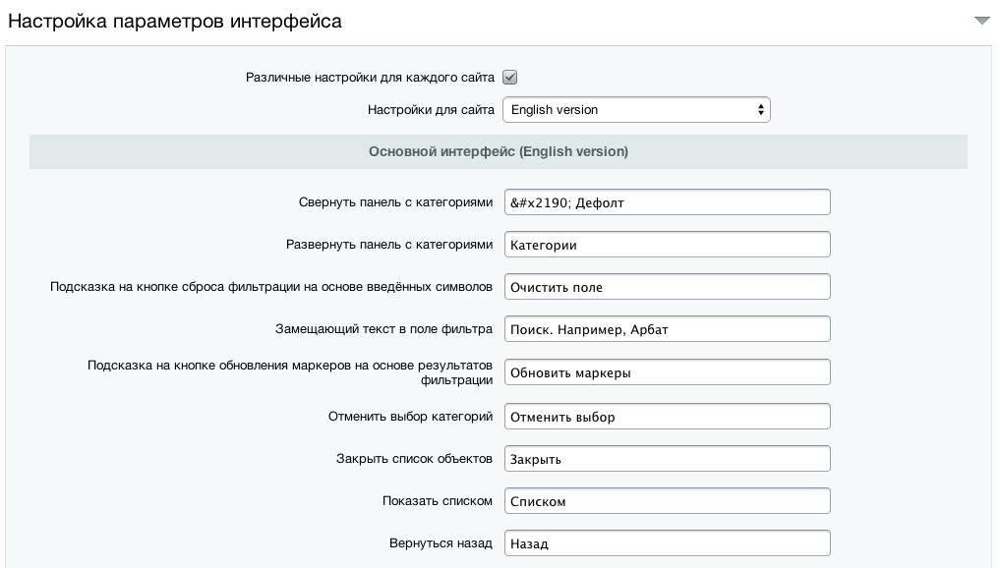 Настройка параметров интерфейса
Различные настройки для каждого сайта
Настройки для сайта English version
Основной интерфейс (English version)
Свернуть панель с категориями &#x2190; Дефолт
Развернуть панель с категориями Категории
Подсказка на кнопке сброса фильтрации на основе введённых символов Очистить поле
Замещающий текст в поле фильтра Поиск. Например, Арбат
Подсказка на кнопке обновления маркеров на основе результатов
фильтрации Обновить маркеры
Отменить выбор категорий Отменить выбор
Закрыть список объектов Закрыть
Показать списком Списком
Вернуться назад Назад